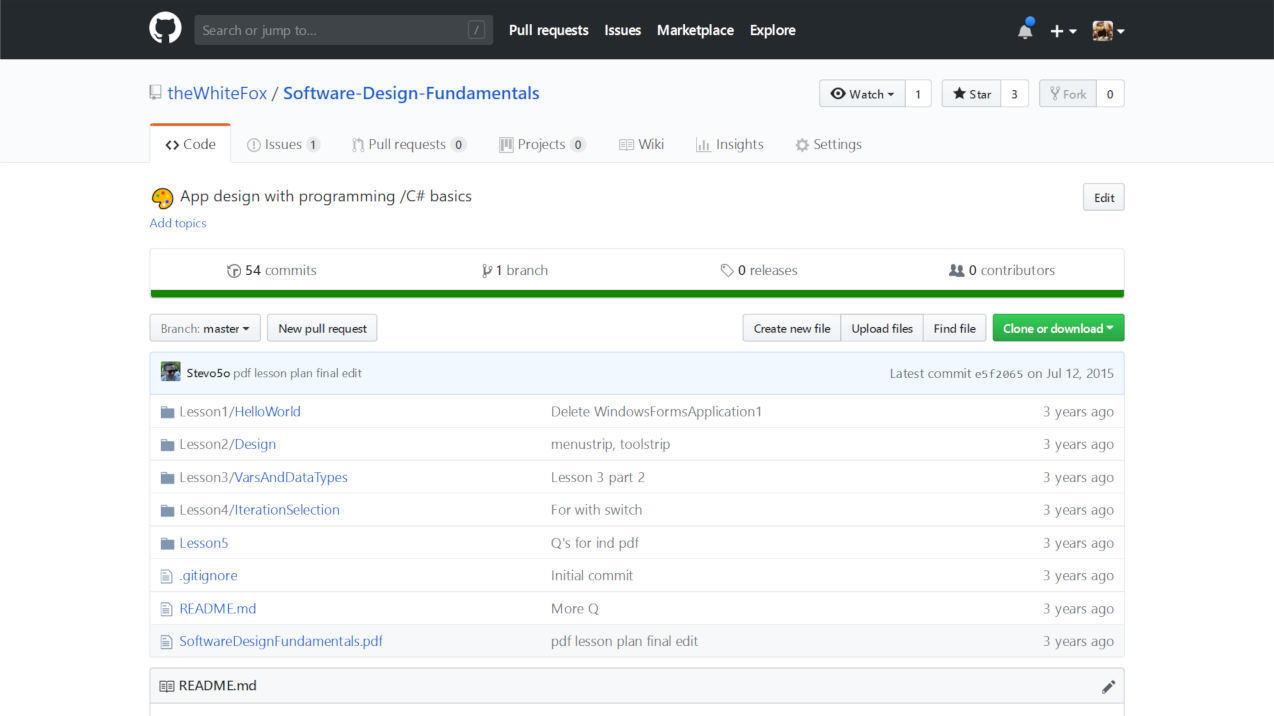 Search or jump to... / Pull requests Issues Marketplace Explore
theWhiteFox / Software-Design-Fundamentals Watch 1 Star 3 Fork 0
Code Issues 1 Pull requests 0 Projects 0 Wiki Insights Settings
App design with programming /C# basics Edit
Add topics
54 commits 1 branch 0 releases 0 contributors
Branch: master New pull request Create new file Upload files Find file Clone or download
Stevo5o pdf lesson plan final edit Latest commit e5f2065 on Jul 12, 2015
Lesson1/HelloWorld Delete WindowsFormsApplication1 3 years ago
Lesson2/Design menustrip, toolstrip 3 years ago
Lesson3/VarsAndDataTypes Lesson 3 part 2 3 years ago
Lesson4/IterationSelection For with switch 3 years ago
Lesson5 Q's for ind pdf 3 years ago
.gitignore Initial commit 3 years ago
README.md More Q 3 years ago
SoftwareDesignFundamentals.pdf pdf lesson plan final edit 3 years ago
README.md